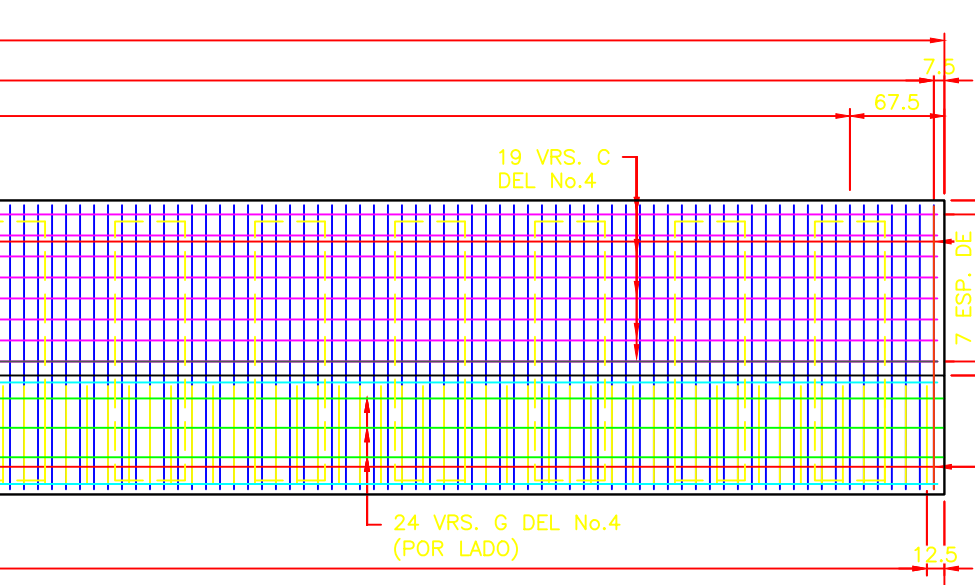 7.5
67.5
19 VRS. C
DEL No.4
7 ESP. DE
24 VRS. G DEL No.4
(POR LADO)
12.5